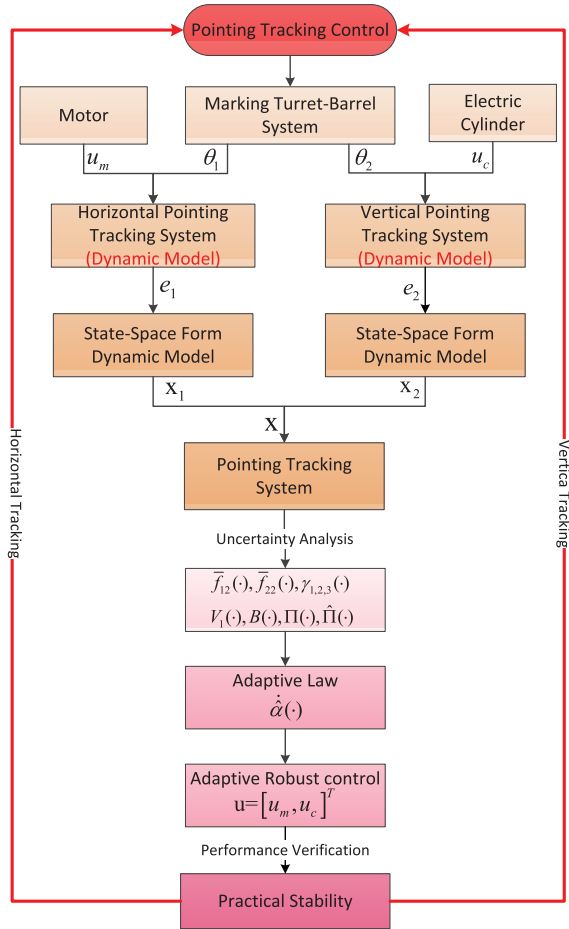 Pointing Tracking Control
Motor
Marking Turret-Barrel
System
Electric
Cylinder
u_m
θ_1
θ_2
u_c
Horizontal Pointing
Tracking System
(Dynamic Model)
Vertical Pointing
Tracking System
(Dynamic Model)
e_1
e_2
State-Space Form
Dynamic Model
State-Space Form
Dynamic Model
x_1
x_2
x
Horizontal Tracking
Vertica Tracking
Pointing Tracking
System
Uncertainty Analysis
f̅_12(·), f̅_22(·), γ_1,2,3(·)
V_1(·), B(·), Π(·), Π̂(·)
Adaptive Law
α̂̇(·)
Adaptive Robust control
u=[u_m, u_c]^T
Performance Verification
Practical Stability